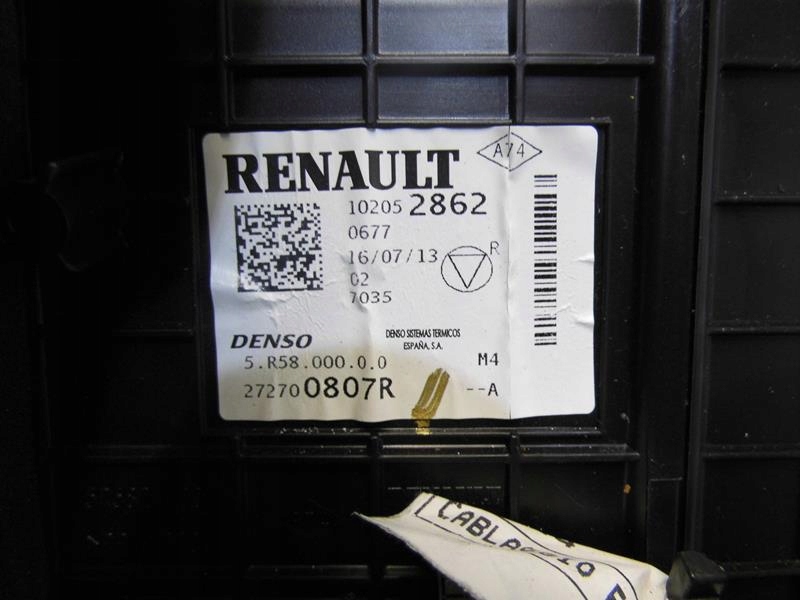 RENAULT
A74
10205 2862
0677
16/07/13
R
02
7035
DENSO
DENSO SISTEMAS TERMICOS
ESPAÑA, S.A.
5.R58.000.0.0
M4
27270 0807R
--A